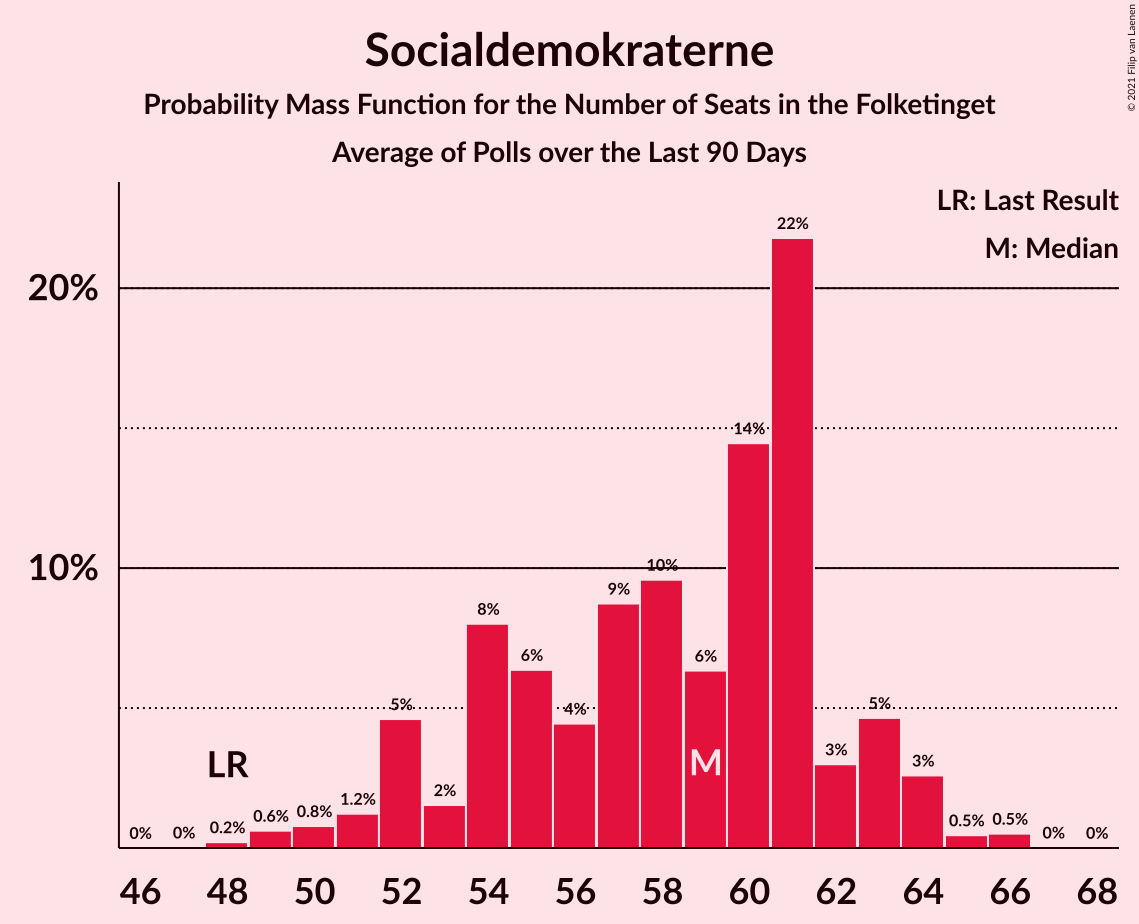 Socialdemokraterne
Probability Mass Function for the Number of Seats in the Folketinget
Average of Polls over the Last 90 Days
© 2021 Filip van Laenen
LR: Last Result
M: Median
20%
10%
0%
0%
0.2%
0.6%
0.8%
1.2%
5%
2%
8%
6%
4%
9%
10%
6%
14%
22%
3%
5%
3%
0.5%
0.5%
0%
0%
LR
M
46 48 50 52 54 56 58 60 62 64 66 68